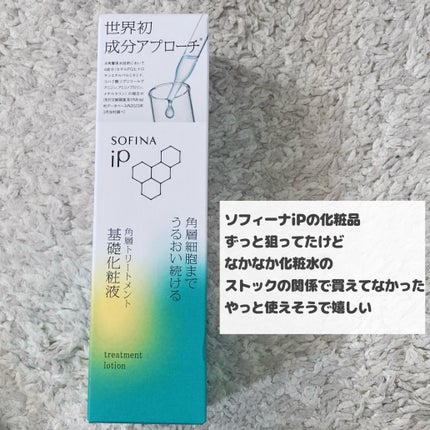 世界初
成分アプローチ
SOFINA
iP
角層細胞まで
うるおい続ける
角層トリートメント
基礎化粧液
treatment
lotion
ソフィーナiPの化粧品
ずっと狙ってたけど
なかなか化粧水の
ストックの関係で買えてなかった
やっと使えそうで嬉しい